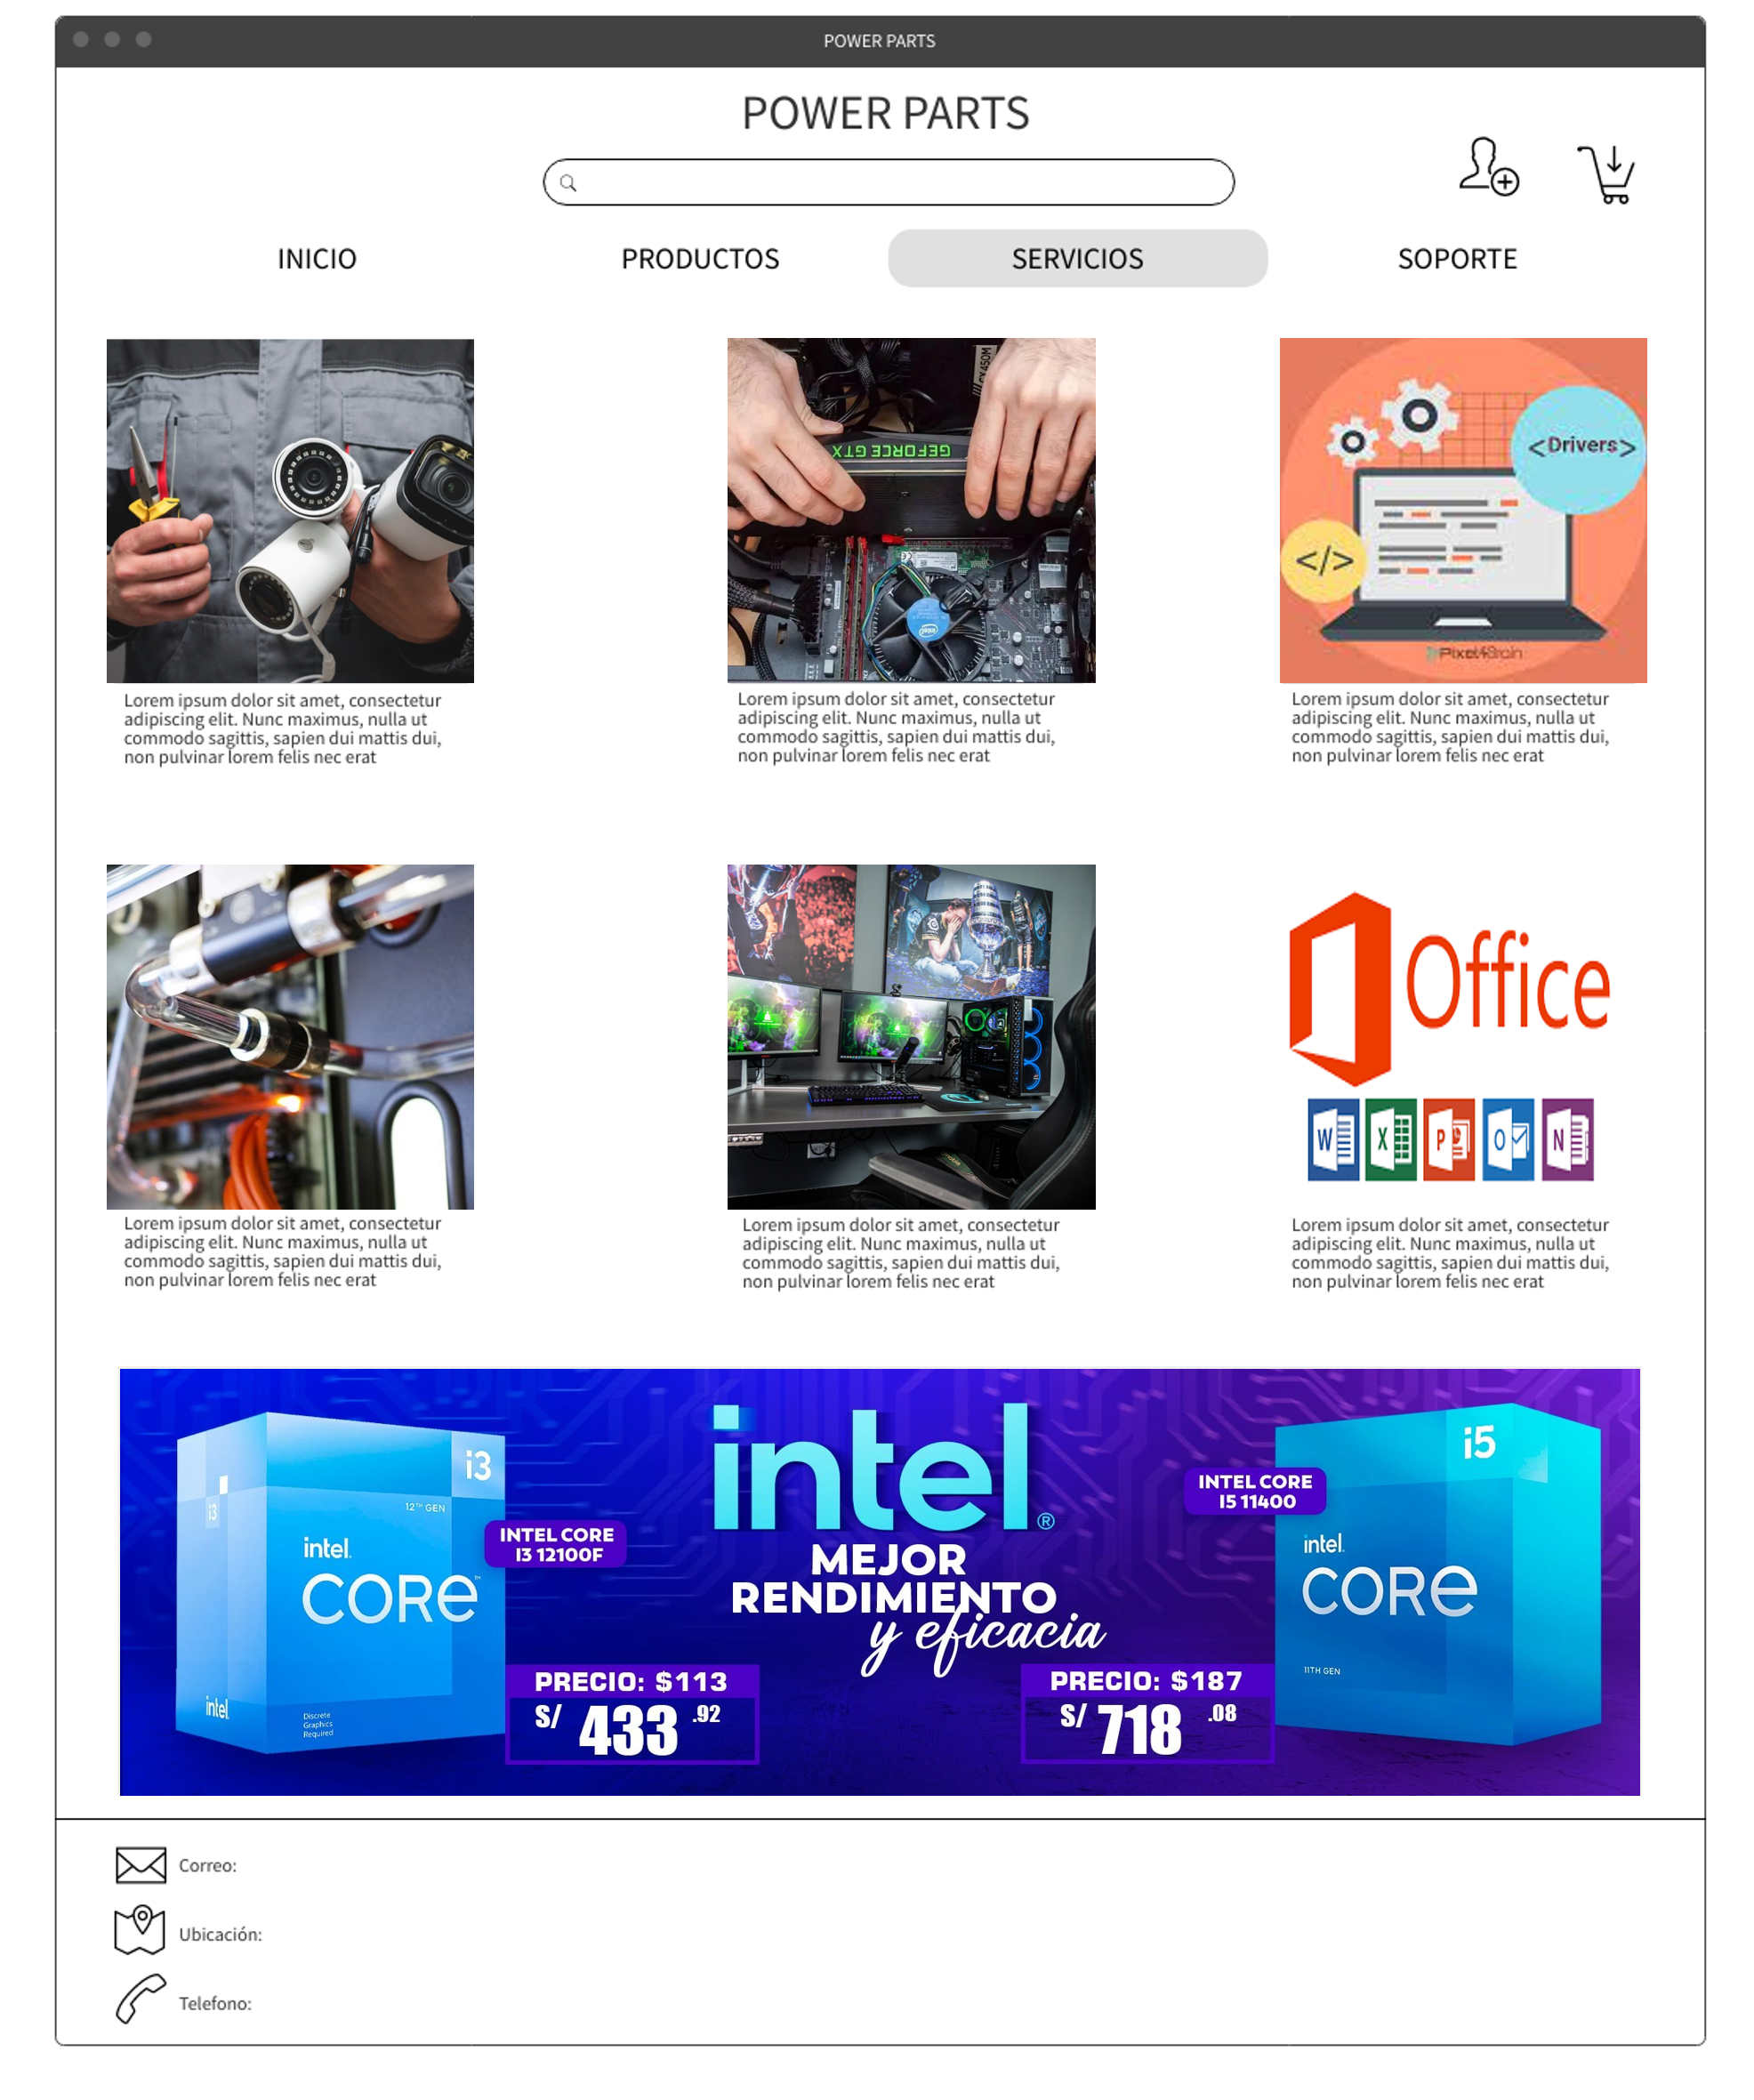 POWER PARTS
POWER PARTS
INICIO
PRODUCTOS
SERVICIOS
SOPORTE
GEFORCE GTX
<Drivers>
</>
Lorem ipsum dolor sit amet, consectetur
adipiscing elit. Nunc maximus, nulla ut
commodo sagittis, sapien dui mattis dui,
non pulvinar lorem felis nec erat
Lorem ipsum dolor sit amet, consectetur
adipiscing elit. Nunc maximus, nulla ut
commodo sagittis, sapien dui mattis dui,
non pulvinar lorem felis nec erat
Lorem ipsum dolor sit amet, consectetur
adipiscing elit. Nunc maximus, nulla ut
commodo sagittis, sapien dui mattis dui,
non pulvinar lorem felis nec erat
Office
W
X
P
O
N
Lorem ipsum dolor sit amet, consectetur
adipiscing elit. Nunc maximus, nulla ut
commodo sagittis, sapien dui mattis dui,
non pulvinar lorem felis nec erat
Lorem ipsum dolor sit amet, consectetur
adipiscing elit. Nunc maximus, nulla ut
commodo sagittis, sapien dui mattis dui,
non pulvinar lorem felis nec erat
Lorem ipsum dolor sit amet, consectetur
adipiscing elit. Nunc maximus, nulla ut
commodo sagittis, sapien dui mattis dui,
non pulvinar lorem felis nec erat
i3
i3
12TH GEN
intel.
CORE™
intel.
Discrete
Graphics
Required
INTEL CORE
I3 12100F
intel®
MEJOR
RENDIMIENTO
y eficacia
PRECIO: $113
S/ 433.92
PRECIO: $187
S/ 718.08
INTEL CORE
I5 11400
i5
intel.
CORE
11TH GEN
Correo:
Ubicación:
Telefono: